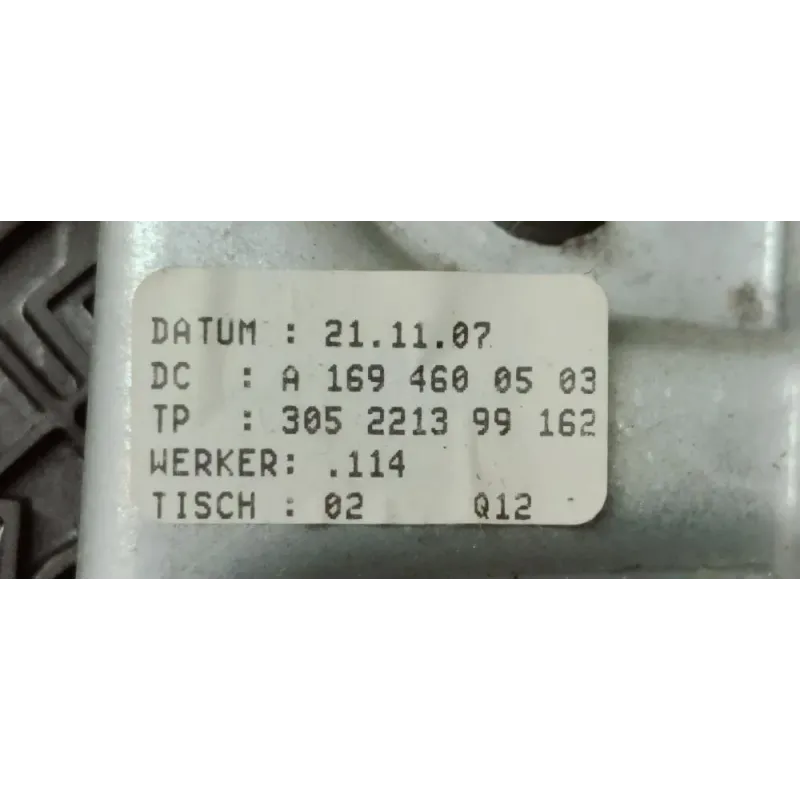 DATUM : 21.11.07
DC : A 169 460 05 03
TP : 305 2213 99 162
WERKER: .114
TISCH : 02 Q12